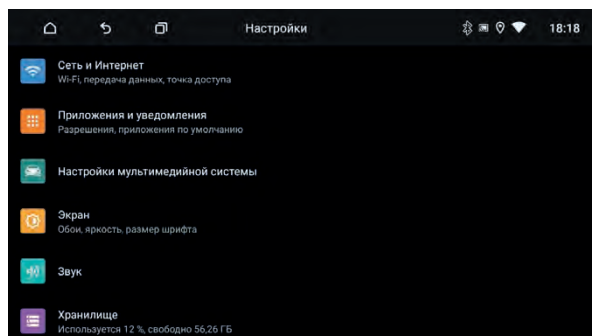 Настройки
18:18
Сеть и Интернет
Wi-Fi, передача данных, точка доступа
Приложения и уведомления
Разрешения, приложения по умолчанию
Настройки мультимедийной системы
Экран
Обои, яркость, размер шрифта
Звук
Хранилище
Используется 12 %, свободно 56,26 ГБ